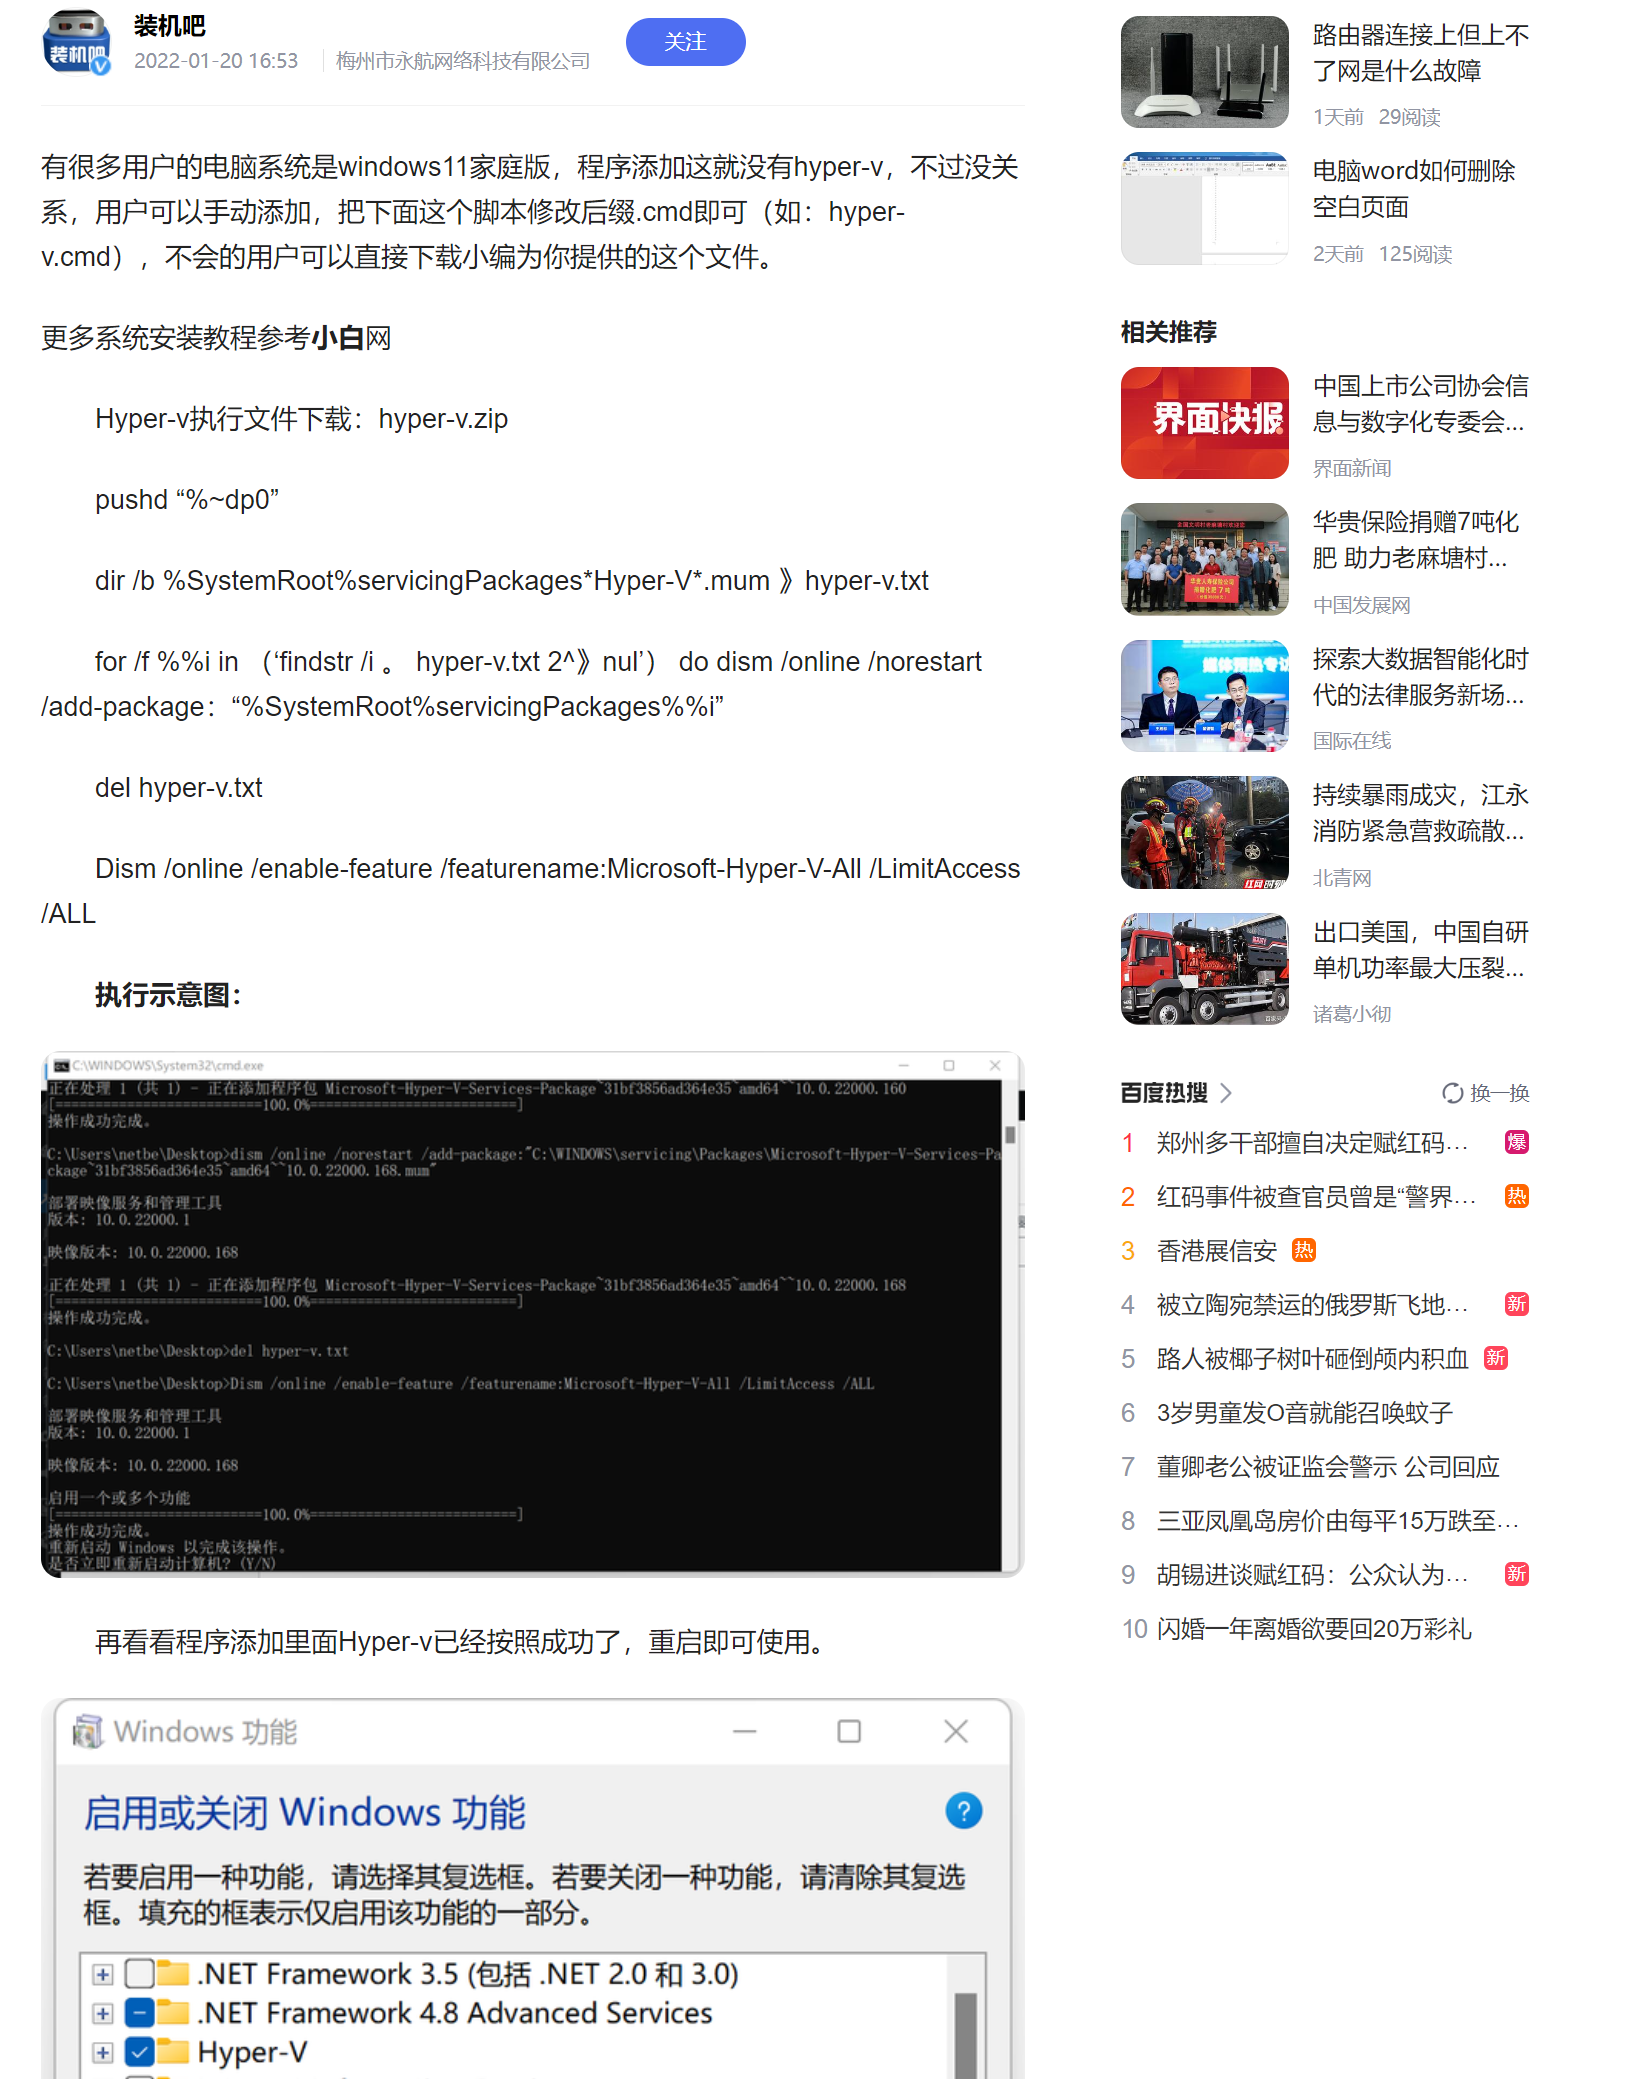 装机吧
2022-01-20 16:53
梅州市永航网络科技有限公司
关注
有很多用户的电脑系统是windows11家庭版，程序添加这就没有hyper-v，不过没关
系，用户可以手动添加，把下面这个脚本修改后缀.cmd即可（如：hyper-
v.cmd），不会的用户可以直接下载小编为你提供的这个文件。
更多系统安装教程参考小白网
Hyper-v执行文件下载：hyper-v.zip
pushd “%~dp0”
dir /b %SystemRoot%servicingPackages*Hyper-V*.mum 》hyper-v.txt
for /f %%i in （‘findstr /i 。 hyper-v.txt 2^》nul’） do dism /online /norestart
/add-package：“%SystemRoot%servicingPackages%%i”
del hyper-v.txt
Dism /online /enable-feature /featurename:Microsoft-Hyper-V-All /LimitAccess
/ALL
执行示意图：
C:\WINDOWS\System32\cmd.exe
正在处理 1 (共 1) - 正在添加程序包 Microsoft-Hyper-V-Services-Package~31bf3856ad364e35~amd64~~10.0.22000.160
[==========================100.0%==========================]
操作成功完成。
C:\Users\netbe\Desktop>dism /online /norestart /add-package:"C:\WINDOWS\servicing\Packages\Microsoft-Hyper-V-Services-Pa
ckage~31bf3856ad364e35~amd64~~10.0.22000.168.mum"
部署映像服务和管理工具
版本: 10.0.22000.1
映像版本: 10.0.22000.168
正在处理 1 (共 1) - 正在添加程序包 Microsoft-Hyper-V-Services-Package~31bf3856ad364e35~amd64~~10.0.22000.168
[==========================100.0%==========================]
操作成功完成。
C:\Users\netbe\Desktop>del hyper-v.txt
C:\Users\netbe\Desktop>Dism /online /enable-feature /featurename:Microsoft-Hyper-V-All /LimitAccess /ALL
部署映像服务和管理工具
版本: 10.0.22000.1
映像版本: 10.0.22000.168
启用一个或多个功能
[==========================100.0%==========================]
操作成功完成。
重新启动 Windows 以完成该操作。
是否立即重新启动计算机? (Y/N)
再看看程序添加里面Hyper-v已经按照成功了，重启即可使用。
Windows 功能
启用或关闭 Windows 功能
若要启用一种功能，请选择其复选框。若要关闭一种功能，请清除其复选
框。填充的框表示仅启用该功能的一部分。
.NET Framework 3.5 (包括 .NET 2.0 和 3.0)
.NET Framework 4.8 Advanced Services
Hyper-V
路由器连接上但上不
了网是什么故障
1天前 29阅读
电脑word如何删除
空白页面
2天前 125阅读
相关推荐
界面快报
中国上市公司协会信
息与数字化专委会...
界面新闻
华贵保险捐赠7吨化
肥 助力老麻塘村...
中国发展网
媒体预热专访
探索大数据智能化时
代的法律服务新场...
国际在线
持续暴雨成灾，江永
消防紧急营救疏散...
北青网
出口美国，中国自研
单机功率最大压裂...
诸葛小彻
百度热搜
换一换
1 郑州多干部擅自决定赋红码... 爆
2 红码事件被查官员曾是“警界... 热
3 香港展信安 热
4 被立陶宛禁运的俄罗斯飞地... 新
5 路人被椰子树叶砸倒颅内积血 新
6 3岁男童发O音就能召唤蚊子
7 董卿老公被证监会警示 公司回应
8 三亚凤凰岛房价由每平15万跌至...
9 胡锡进谈赋红码：公众认为... 新
10 闪婚一年离婚欲要回20万彩礼